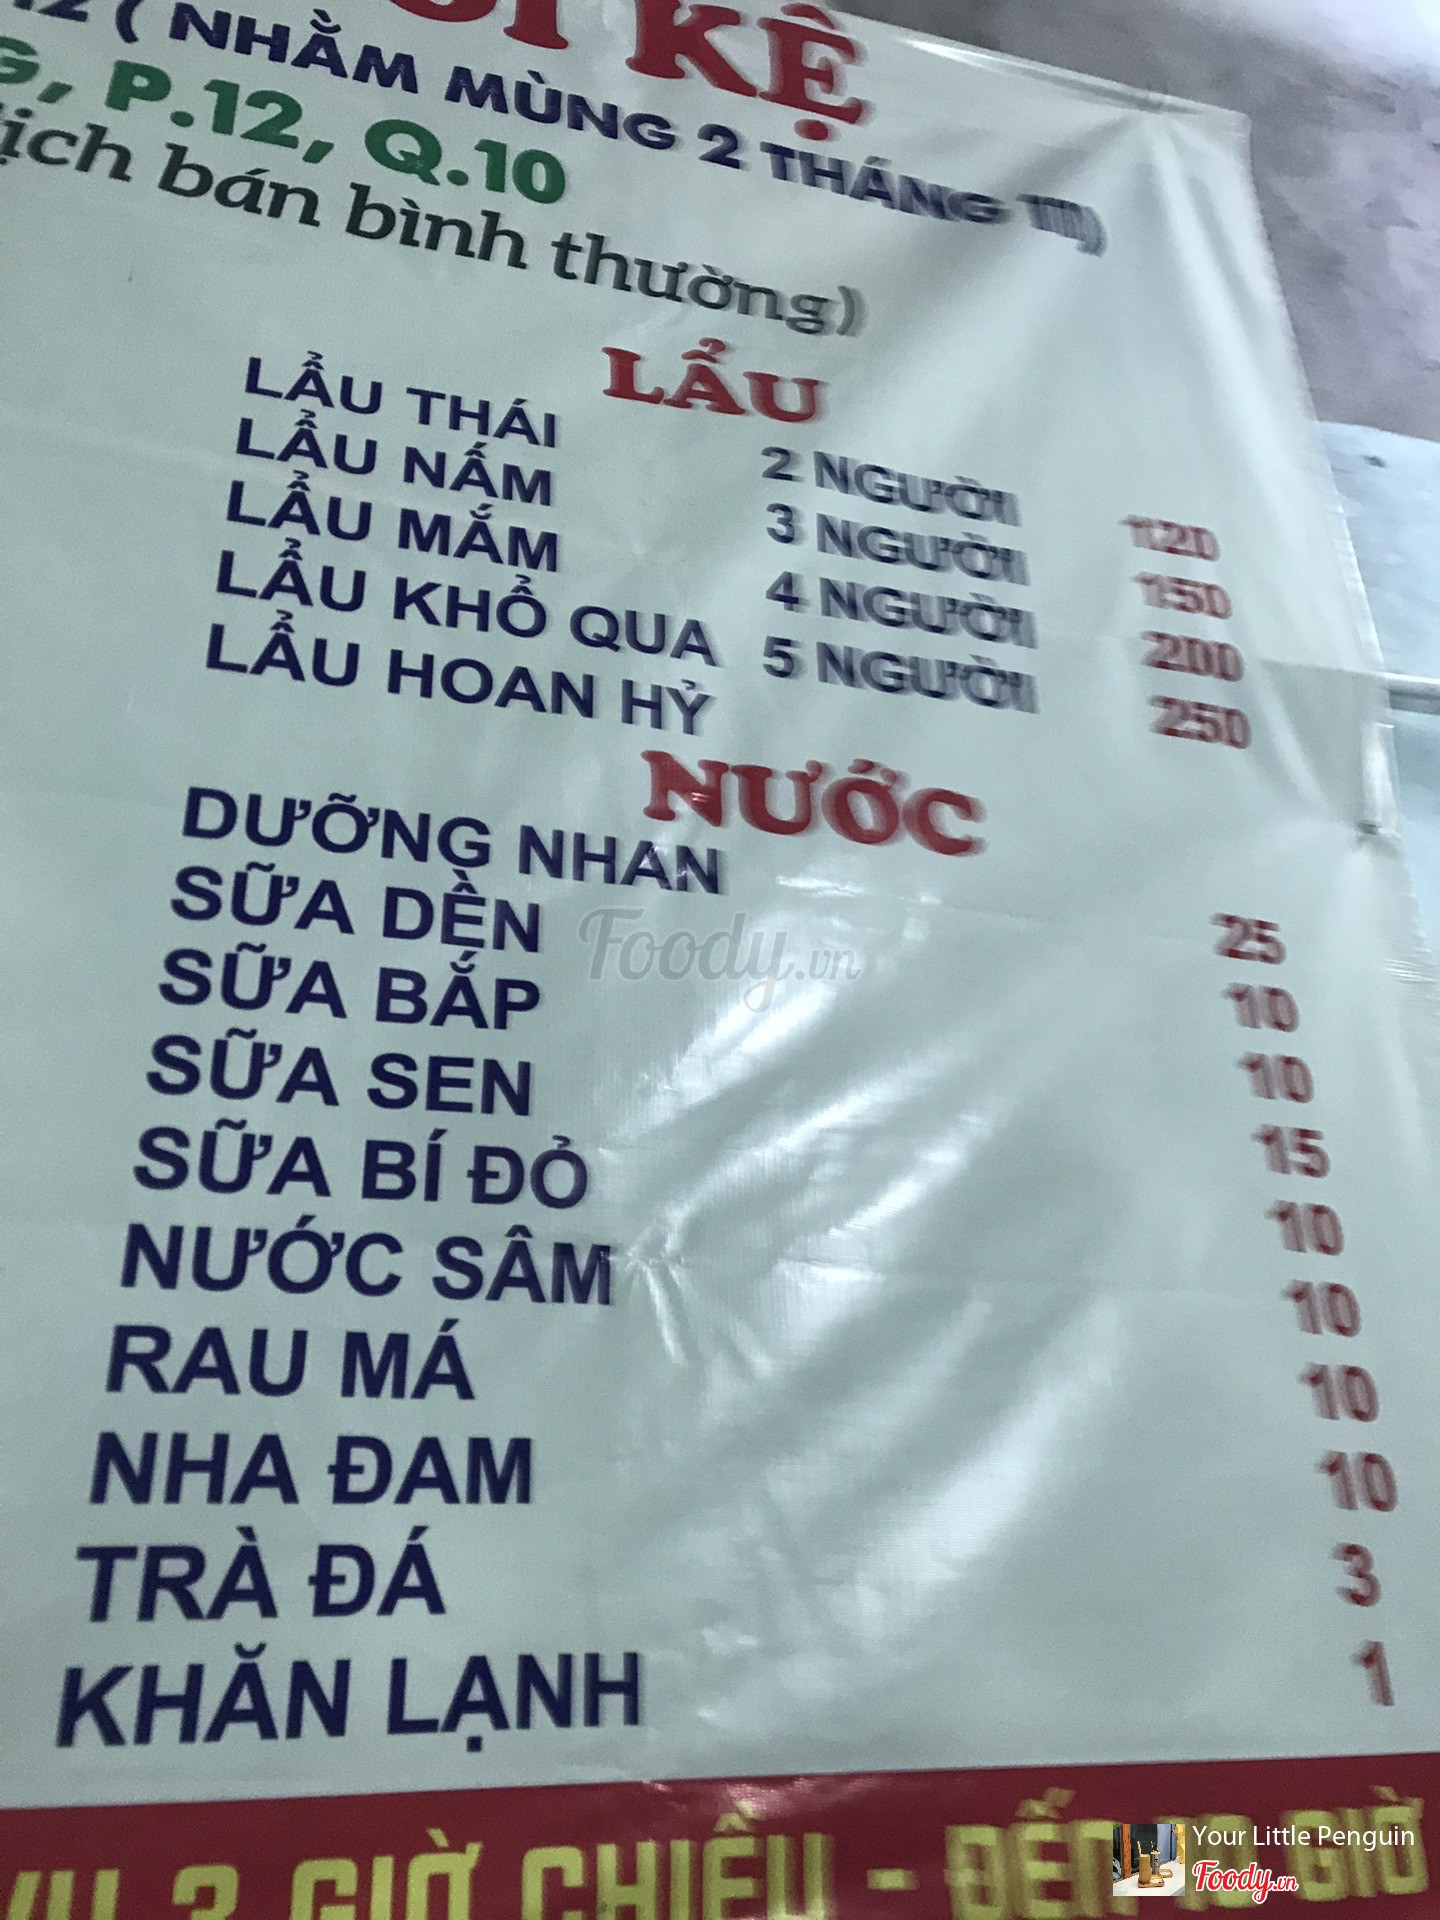 KỆ
( NHẰM MÙNG 2 THÁNG
, P.12, Q.10
bán bình thường)
LẨU
LẨU THÁI
LẨU NẤM 2 NGƯỜI 120
LẨU MẮM 3 NGƯỜI 150
LẨU KHỔ QUA 4 NGƯỜI 200
LẨU HOAN HỶ 5 NGƯỜI 250
NƯỚC
DƯỠNG NHAN 25
SỮA DỀN 10
SỮA BẮP 10
SỮA SEN 15
SỮA BÍ ĐỎ 10
NƯỚC SÂM 10
RAU MÁ 10
NHA ĐAM 10
TRÀ ĐÁ 3
KHĂN LẠNH 1
3 GIỜ CHIỀU - ĐẾN 10 GIỜ
Foody.vn
Your Little Penguin
Foody.vn